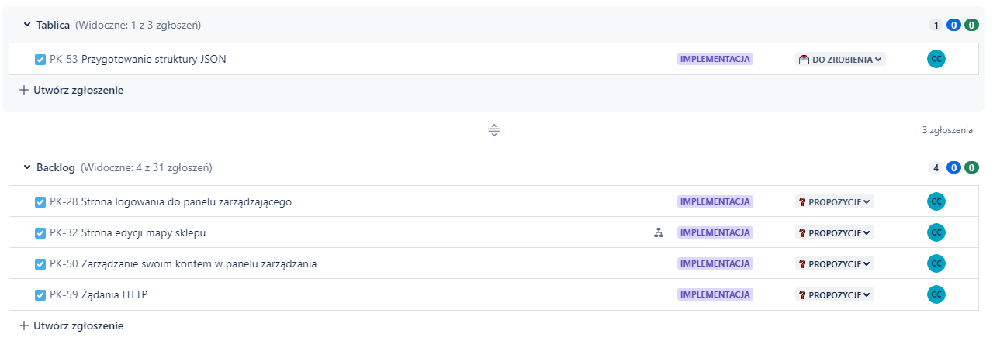 Tablica (Widoczne: 1 z 3 zgłoszeń) 1 0 0
PK-53 Przygotowanie struktury JSON IMPLEMENTACJA DO ZROBIENIA CC
+ Utwórz zgłoszenie
3 zgłoszenia
Backlog (Widoczne: 4 z 31 zgłoszeń) 4 0 0
PK-28 Strona logowania do panelu zarządzającego IMPLEMENTACJA PROPOZYCJE CC
PK-32 Strona edycji mapy sklepu IMPLEMENTACJA PROPOZYCJE CC
PK-50 Zarządzanie swoim kontem w panelu zarządzania IMPLEMENTACJA PROPOZYCJE CC
PK-59 Żądania HTTP IMPLEMENTACJA PROPOZYCJE CC
+ Utwórz zgłoszenie